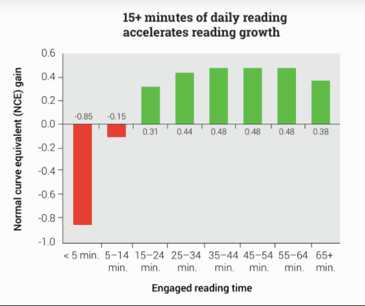 15+ minutes of daily reading
accelerates reading growth
Normal curve equivalent (NCE) gain
0.6
0.4
0.2
0.0
-0.2
-0.4
-0.6
-0.8
-1.0
-0.85 -0.15
0.31 0.44 0.48 0.48 0.48 0.38
< 5 min. 5–14 15–24 25–34 35–44 45–54 55–64 65+
min. min. min. min. min. min. min.
Engaged reading time